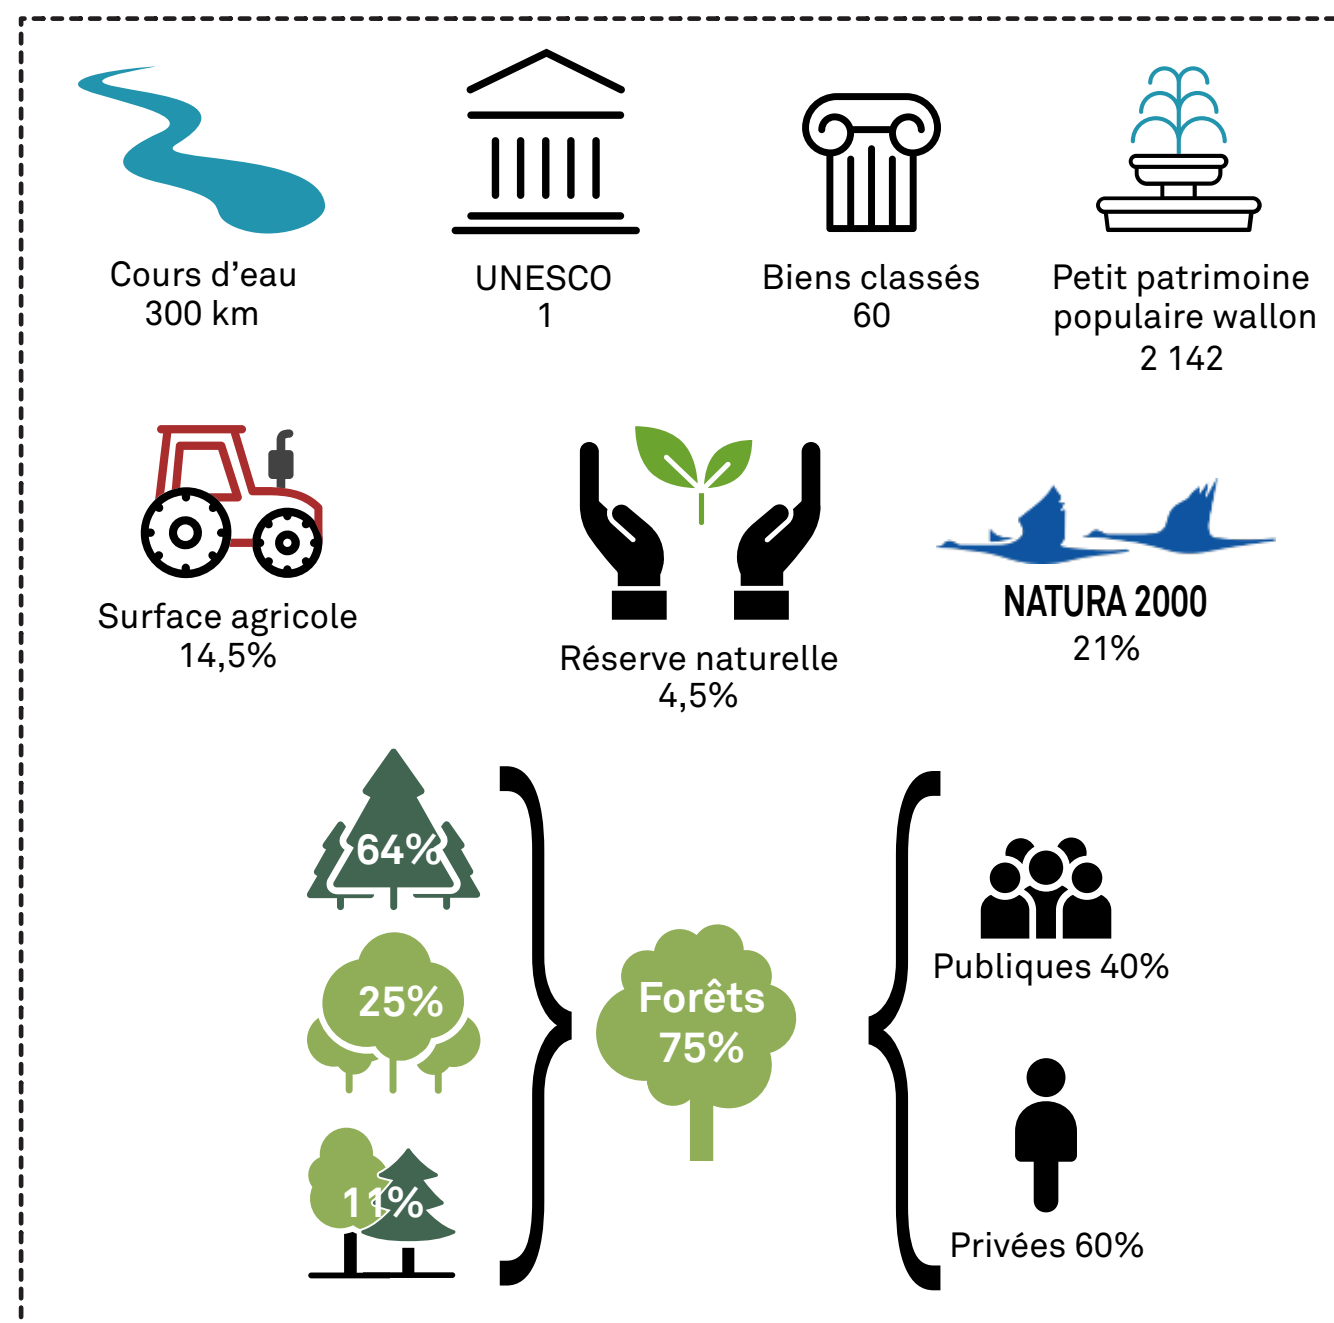 Cours d’eau
300 km
UNESCO
1
Biens classés
60
Petit patrimoine
populaire wallon
2 142
Surface agricole
14,5%
Réserve naturelle
4,5%
NATURA 2000
21%
64%
25%
11%
Forêts
75%
Publiques 40%
Privées 60%